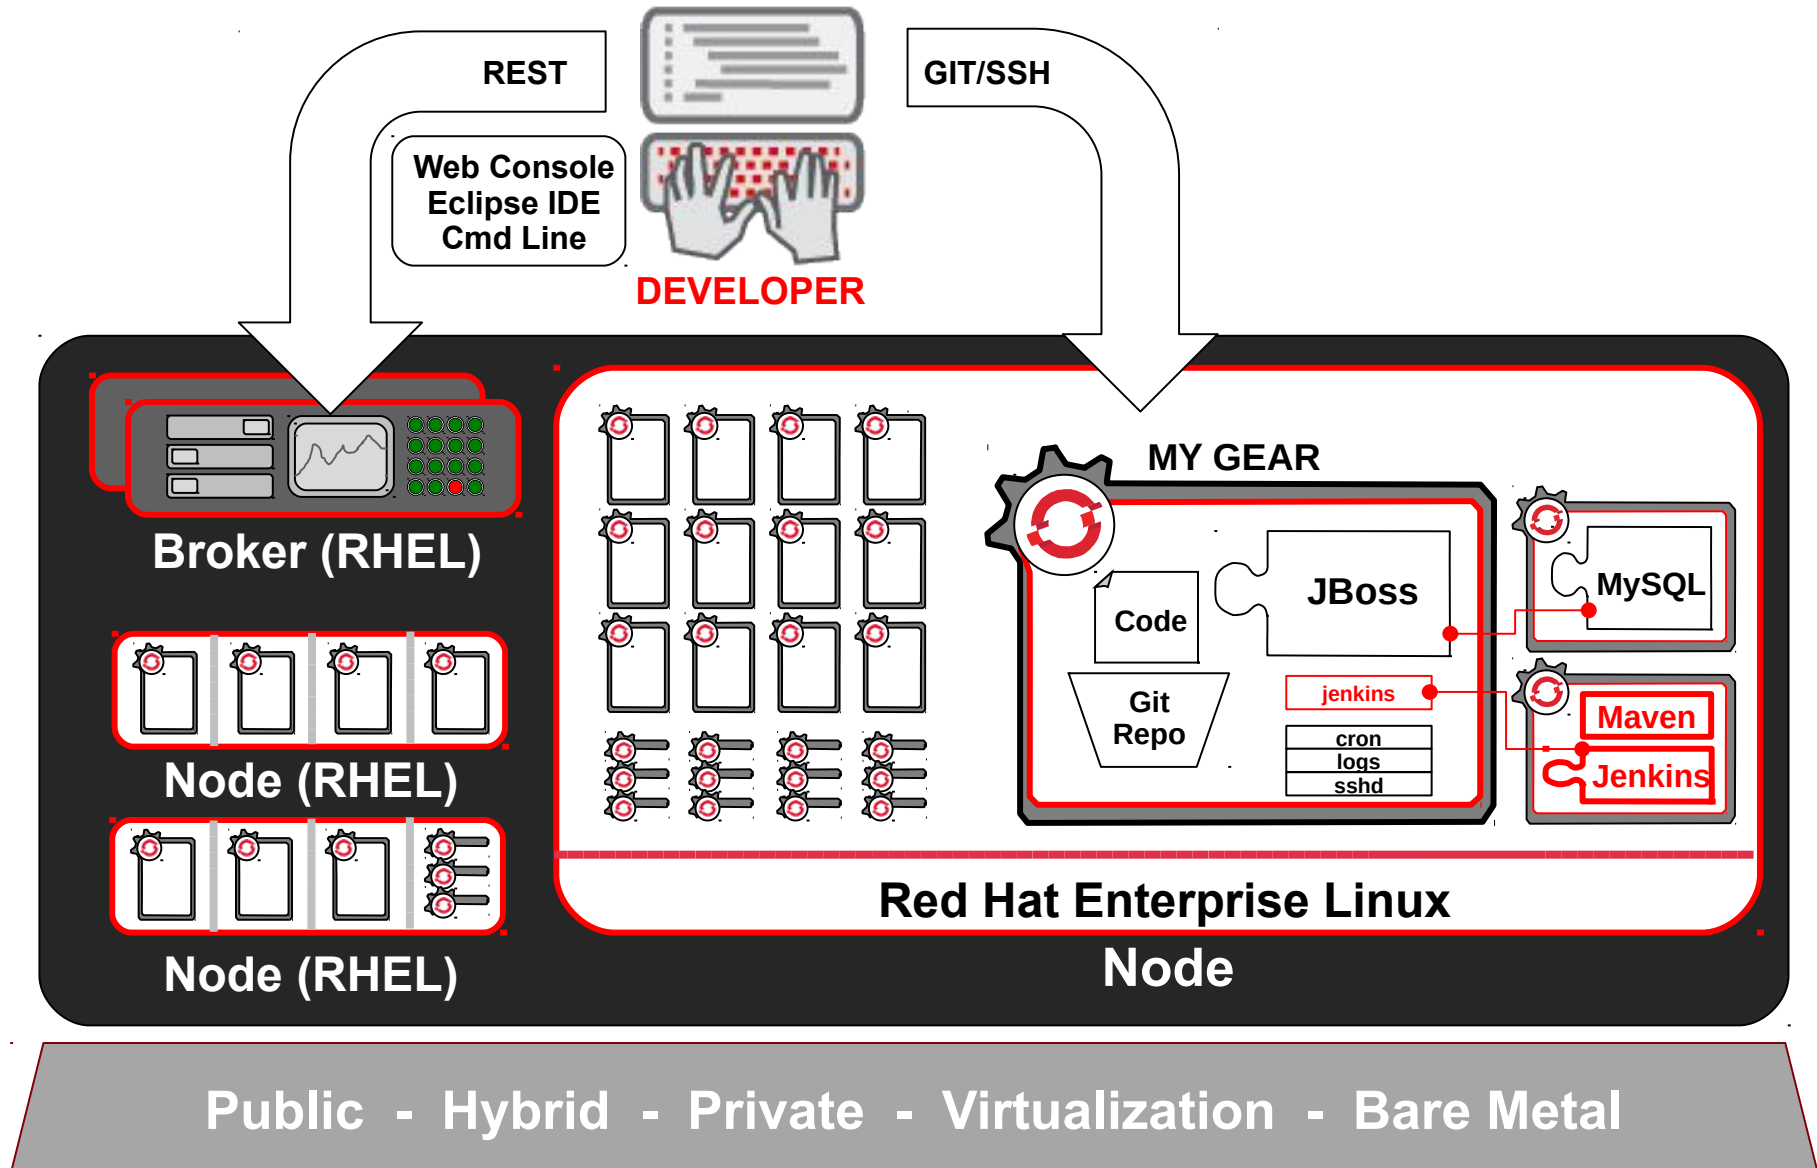 REST
GIT/SSH
Web Console
Eclipse IDE
Cmd Line
DEVELOPER
Broker (RHEL)
Node (RHEL)
Node (RHEL)
MY GEAR
Code
Git
Repo
JBoss
jenkins
cron
logs
sshd
MySQL
Maven
Jenkins
Red Hat Enterprise Linux
Node
Public - Hybrid - Private - Virtualization - Bare Metal